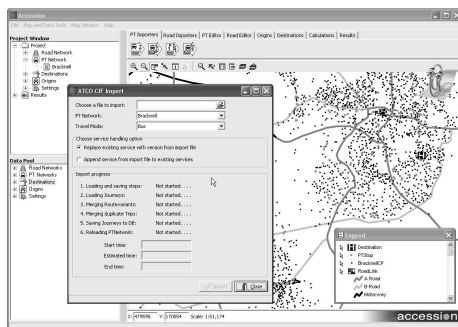 Accession
File Map and Data Tools Map Window Help
Project Window
Project
Road Network
PT Network
Bracknell
Destinations
Origins
Settings
Results
Data Pool
Road Networks
PT Networks
Destinations
Origins
Settings
PT Importers Road Importers PT Editor Road Editor Origins Destinations Calculations Results
ATCO CIF Import
Choose a file to import:
PT Network: Bracknell
Travel Mode: Bus
Choose service handling option
Replace existing service with version from import file
Append service from import file to existing services
Import progress
1. Loading and saving stops: Not started. . . .
2. Loading Journeys: Not started. . . .
3. Merging Routevariants: Not started. . . .
4. Merging duplicate Trips: Not started. . . .
5. Saving Journeys to DB: Not started. . . .
6. Reloading PTNetwork: Not started. . . .
Start time:
Estimated time:
End time:
Import Close
Legend
Destination
PTStop
BracknellCP
RoadLink
A Road
B Road
Motorway
X: 479595 Y: 170554 Scale: 1:51,174
accession